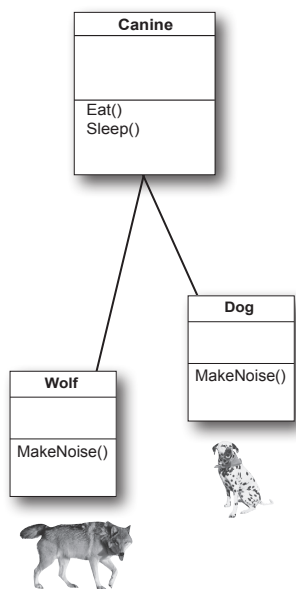 Canine
Eat()
Sleep()
Dog
MakeNoise()
Wolf
MakeNoise()